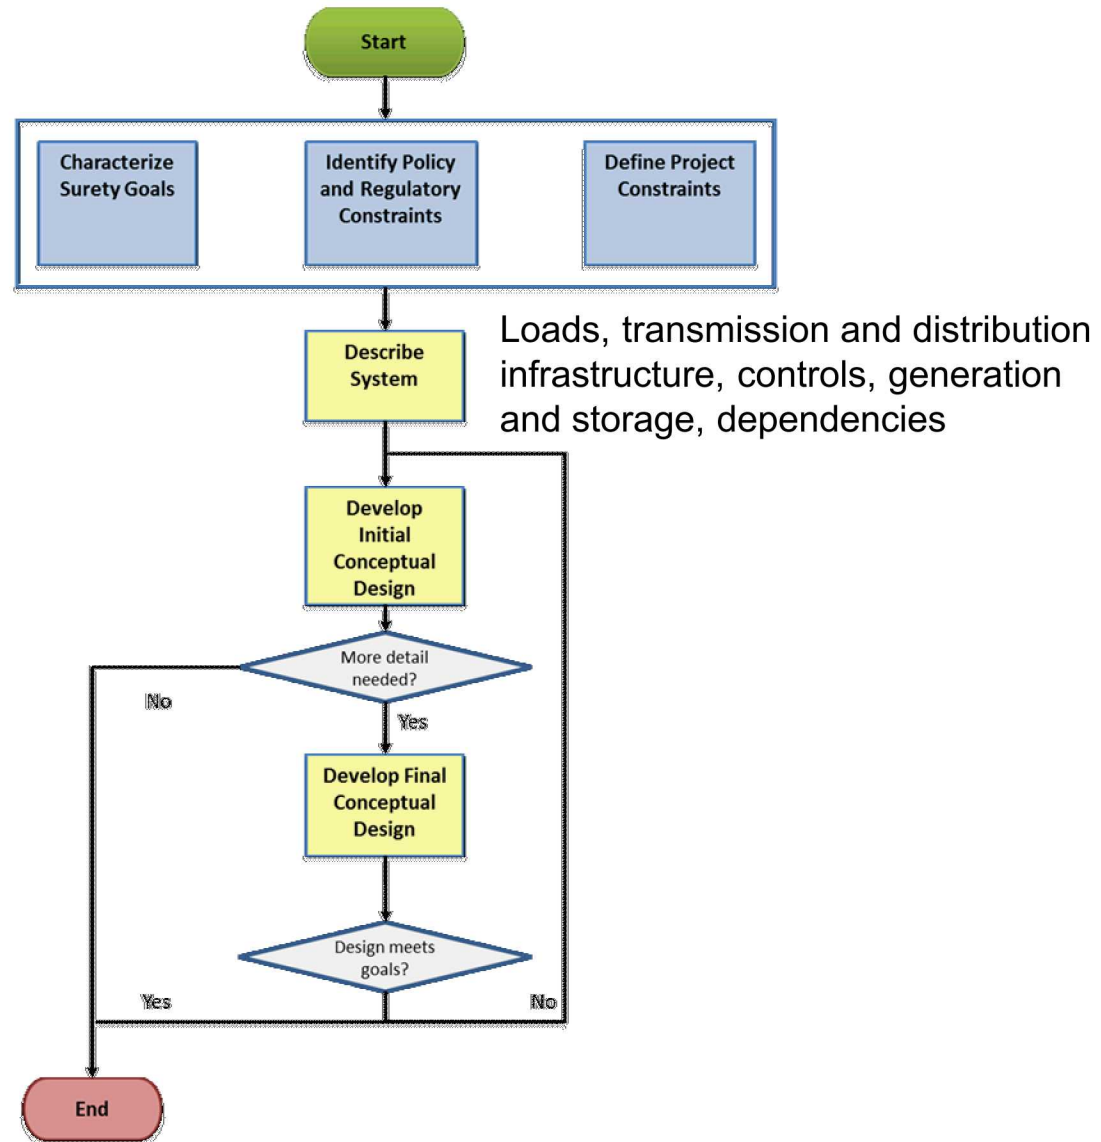 Start
Characterize
Surety Goals
Identify Policy
and Regulatory
Constraints
Define Project
Constraints
Describe
System
Loads, transmission and distribution
infrastructure, controls, generation
and storage, dependencies
Develop
Initial
Conceptual
Design
More detail
needed?
No
Yes
Develop Final
Conceptual
Design
Design meets
goals?
Yes
No
End